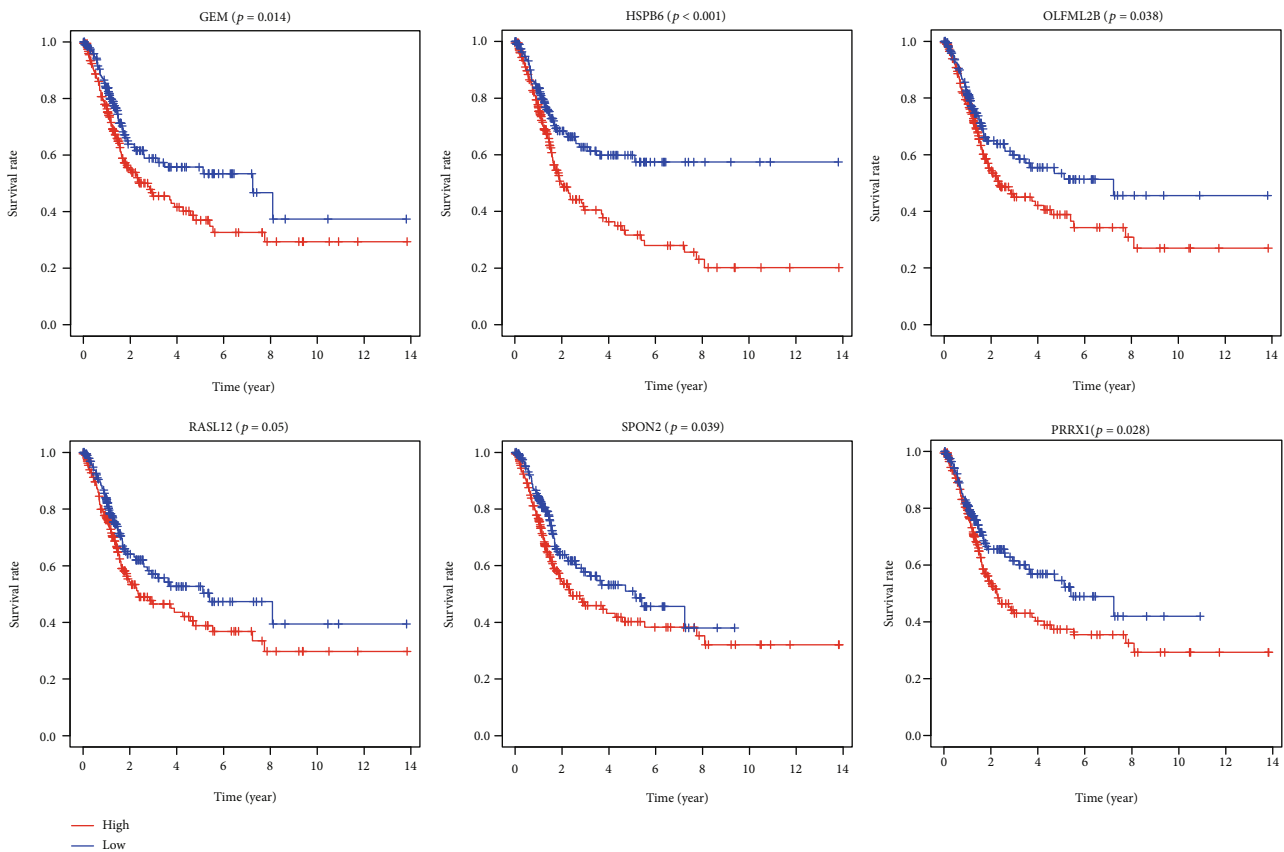 GEM (p = 0.014)
1.0
0.8
0.6
0.4
0.2
0.0
Survival rate
0 2 4 6 8 10 12 14
Time (year)
HSPB6 (p < 0.001)
1.0
0.8
0.6
0.4
0.2
0.0
Survival rate
0 2 4 6 8 10 12 14
Time (year)
OLFML2B (p = 0.038)
1.0
0.8
0.6
0.4
0.2
0.0
Survival rate
0 2 4 6 8 10 12 14
Time (year)
RASL12 (p = 0.05)
1.0
0.8
0.6
0.4
0.2
0.0
Survival rate
0 2 4 6 8 10 12 14
Time (year)
SPON2 (p = 0.039)
1.0
0.8
0.6
0.4
0.2
0.0
Survival rate
0 2 4 6 8 10 12 14
Time (year)
PRRX1(p = 0.028)
1.0
0.8
0.6
0.4
0.2
0.0
Survival rate
0 2 4 6 8 10 12 14
Time (year)
High
Low